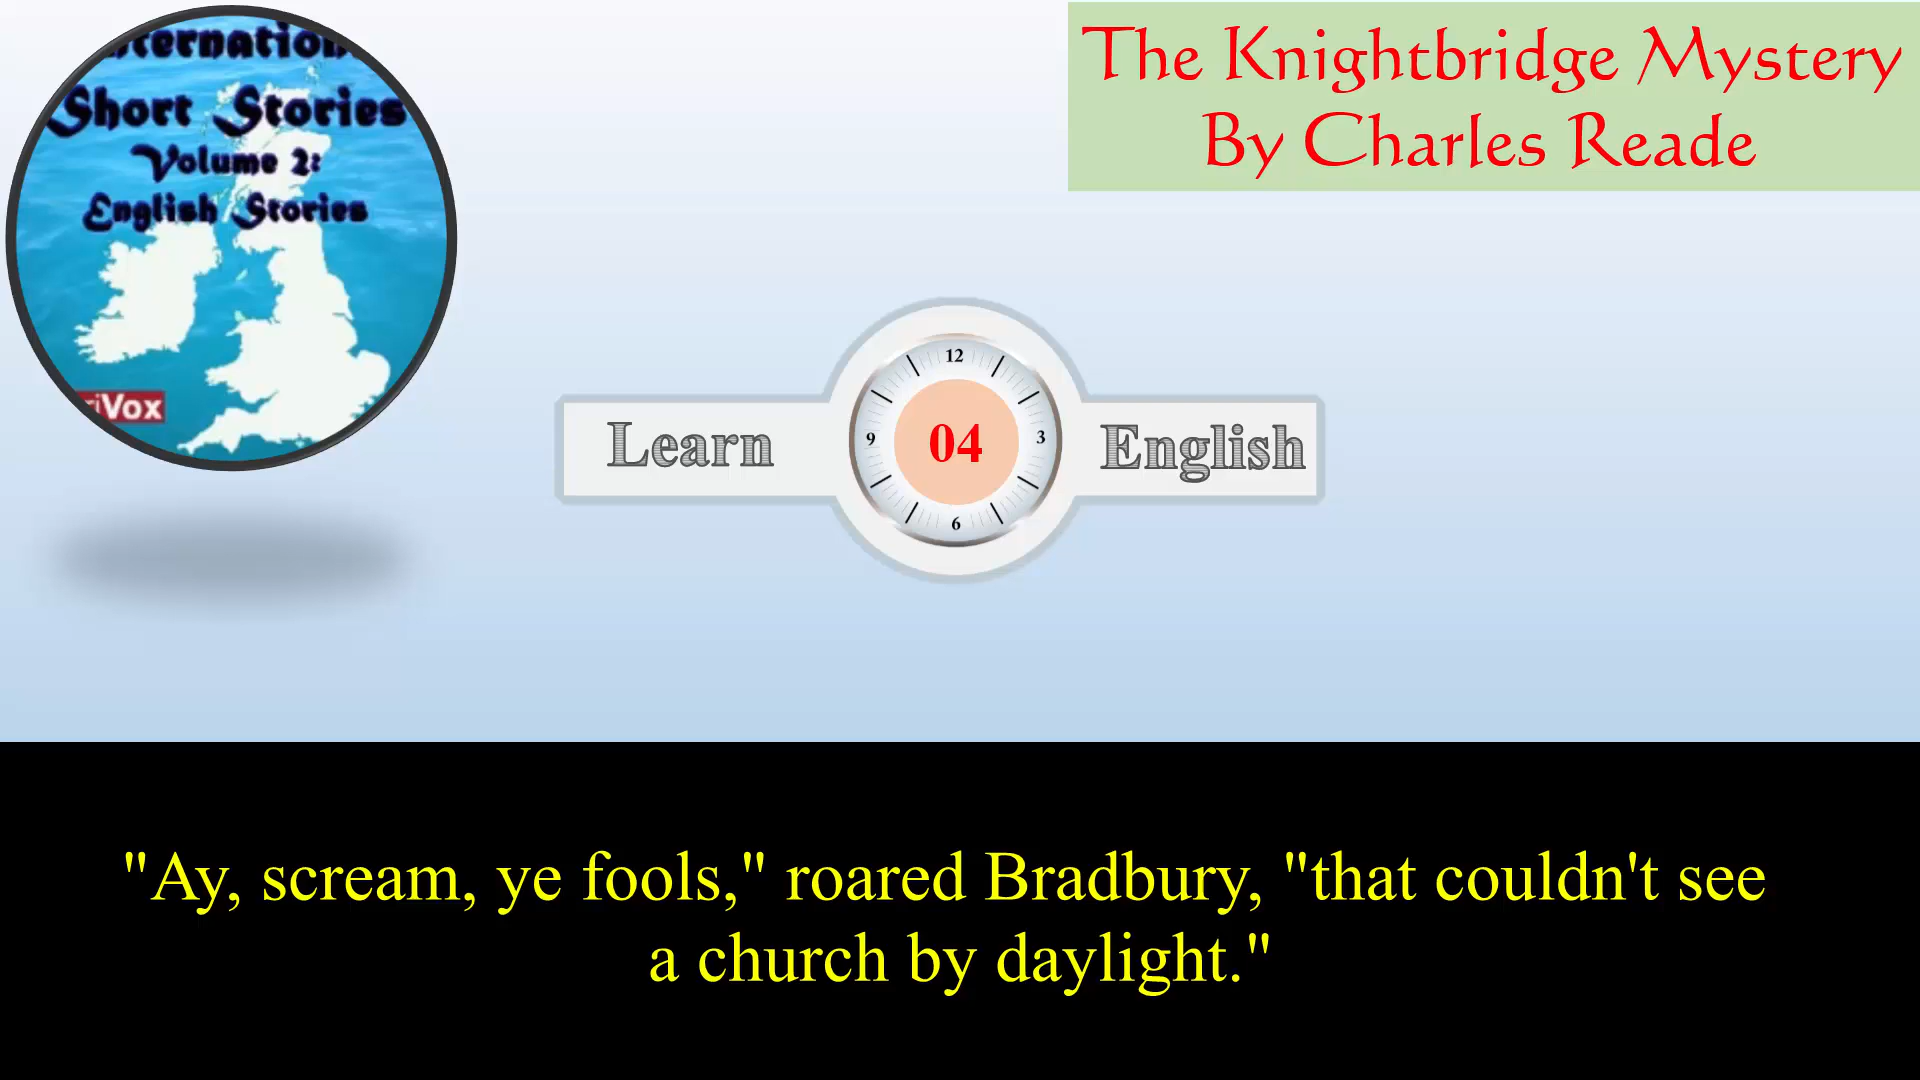 Short Stories
Volume 2:
English Stories
The Knightbridge Mystery
By Charles Reade
12
9
3
6
04
Learn
English
"Ay, scream, ye fools," roared Bradbury, "that couldn't see
a church by daylight."